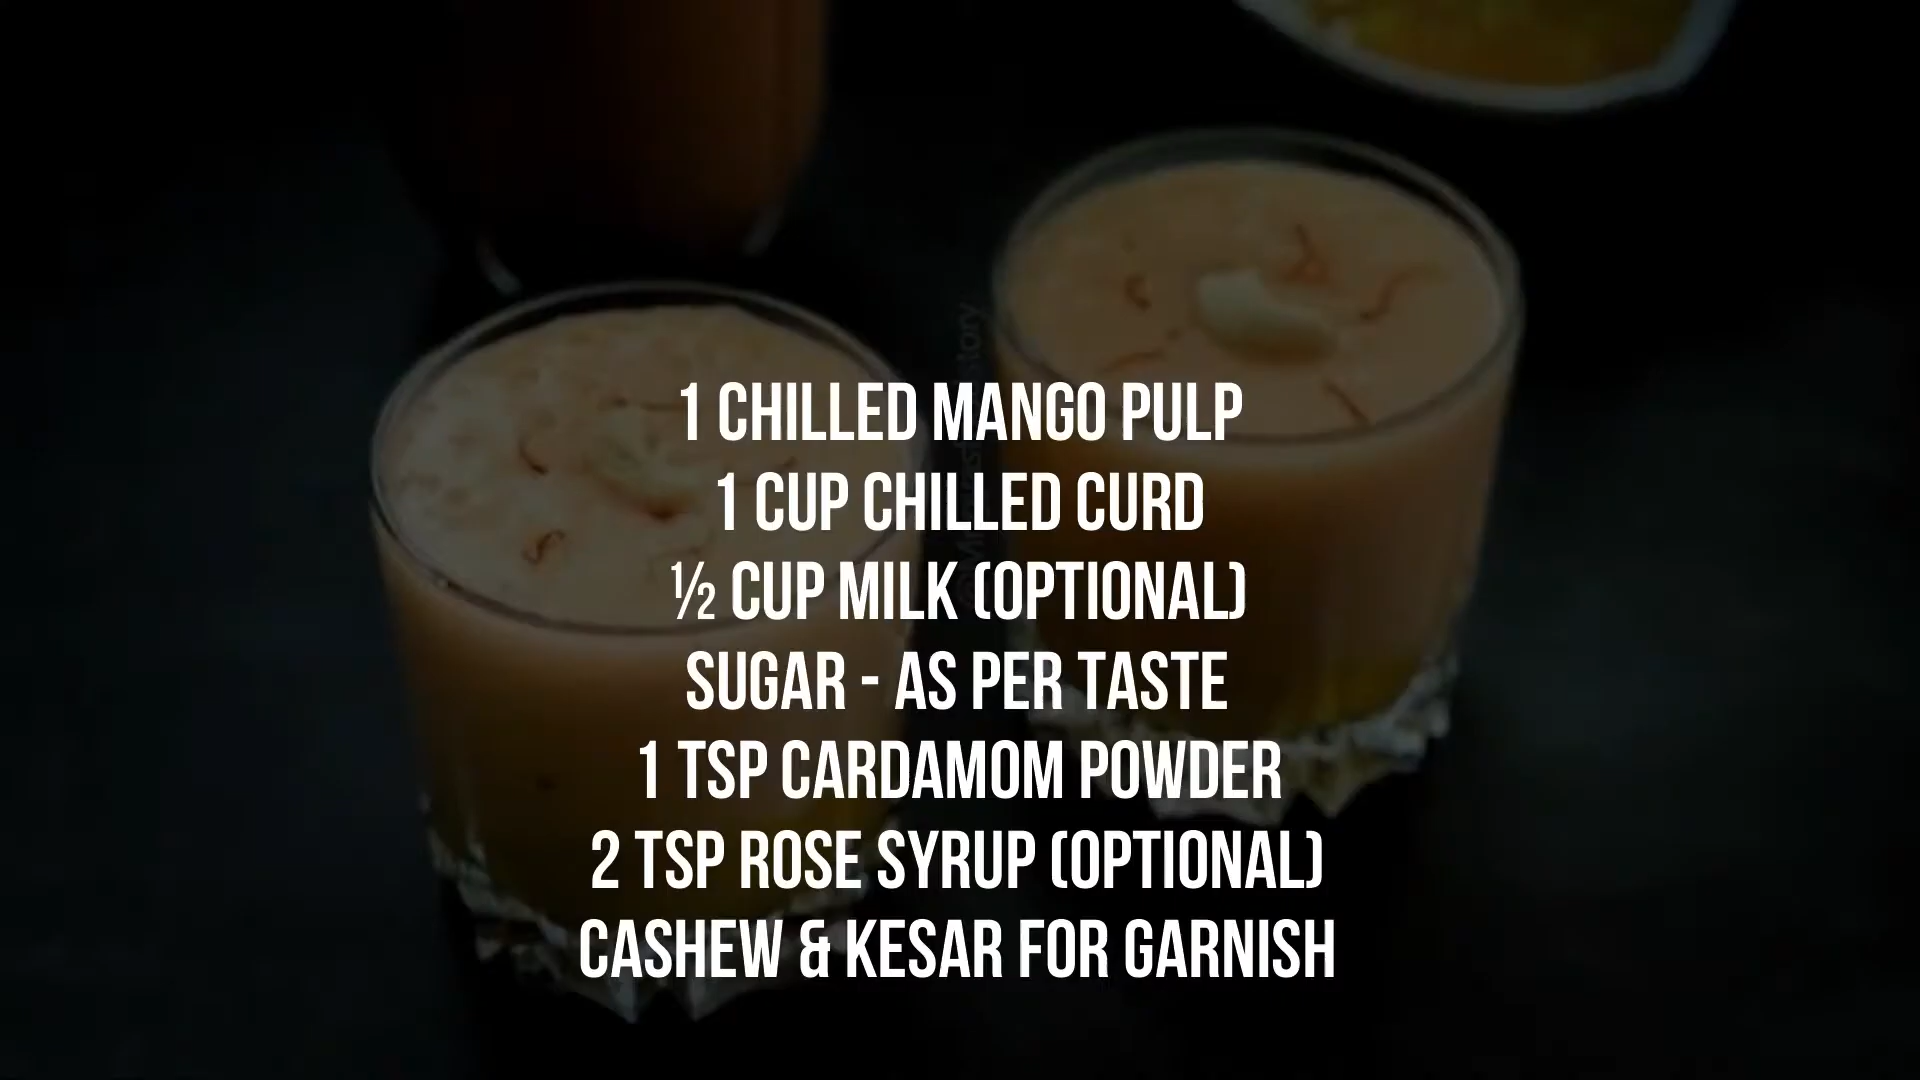 1 CHILLED MANGO PULP
1 CUP CHILLED CURD
½ CUP MILK (OPTIONAL)
SUGAR - AS PER TASTE
1 TSP CARDAMOM POWDER
2 TSP ROSE SYRUP (OPTIONAL)
CASHEW & KESAR FOR GARNISH